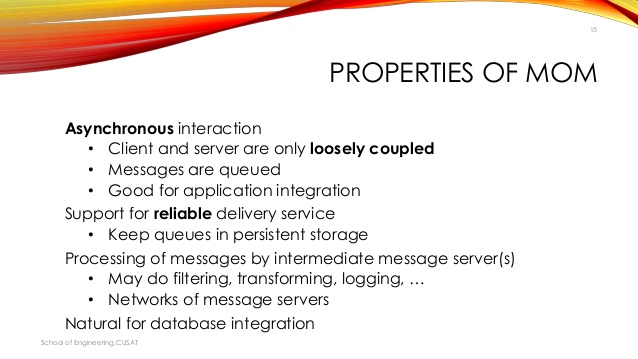 15
PROPERTIES OF MOM
Asynchronous interaction
• Client and server are only loosely coupled
• Messages are queued
• Good for application integration
Support for reliable delivery service
• Keep queues in persistent storage
Processing of messages by intermediate message server(s)
• May do filtering, transforming, logging, …
• Networks of message servers
Natural for database integration
School of Engineering,CUSAT